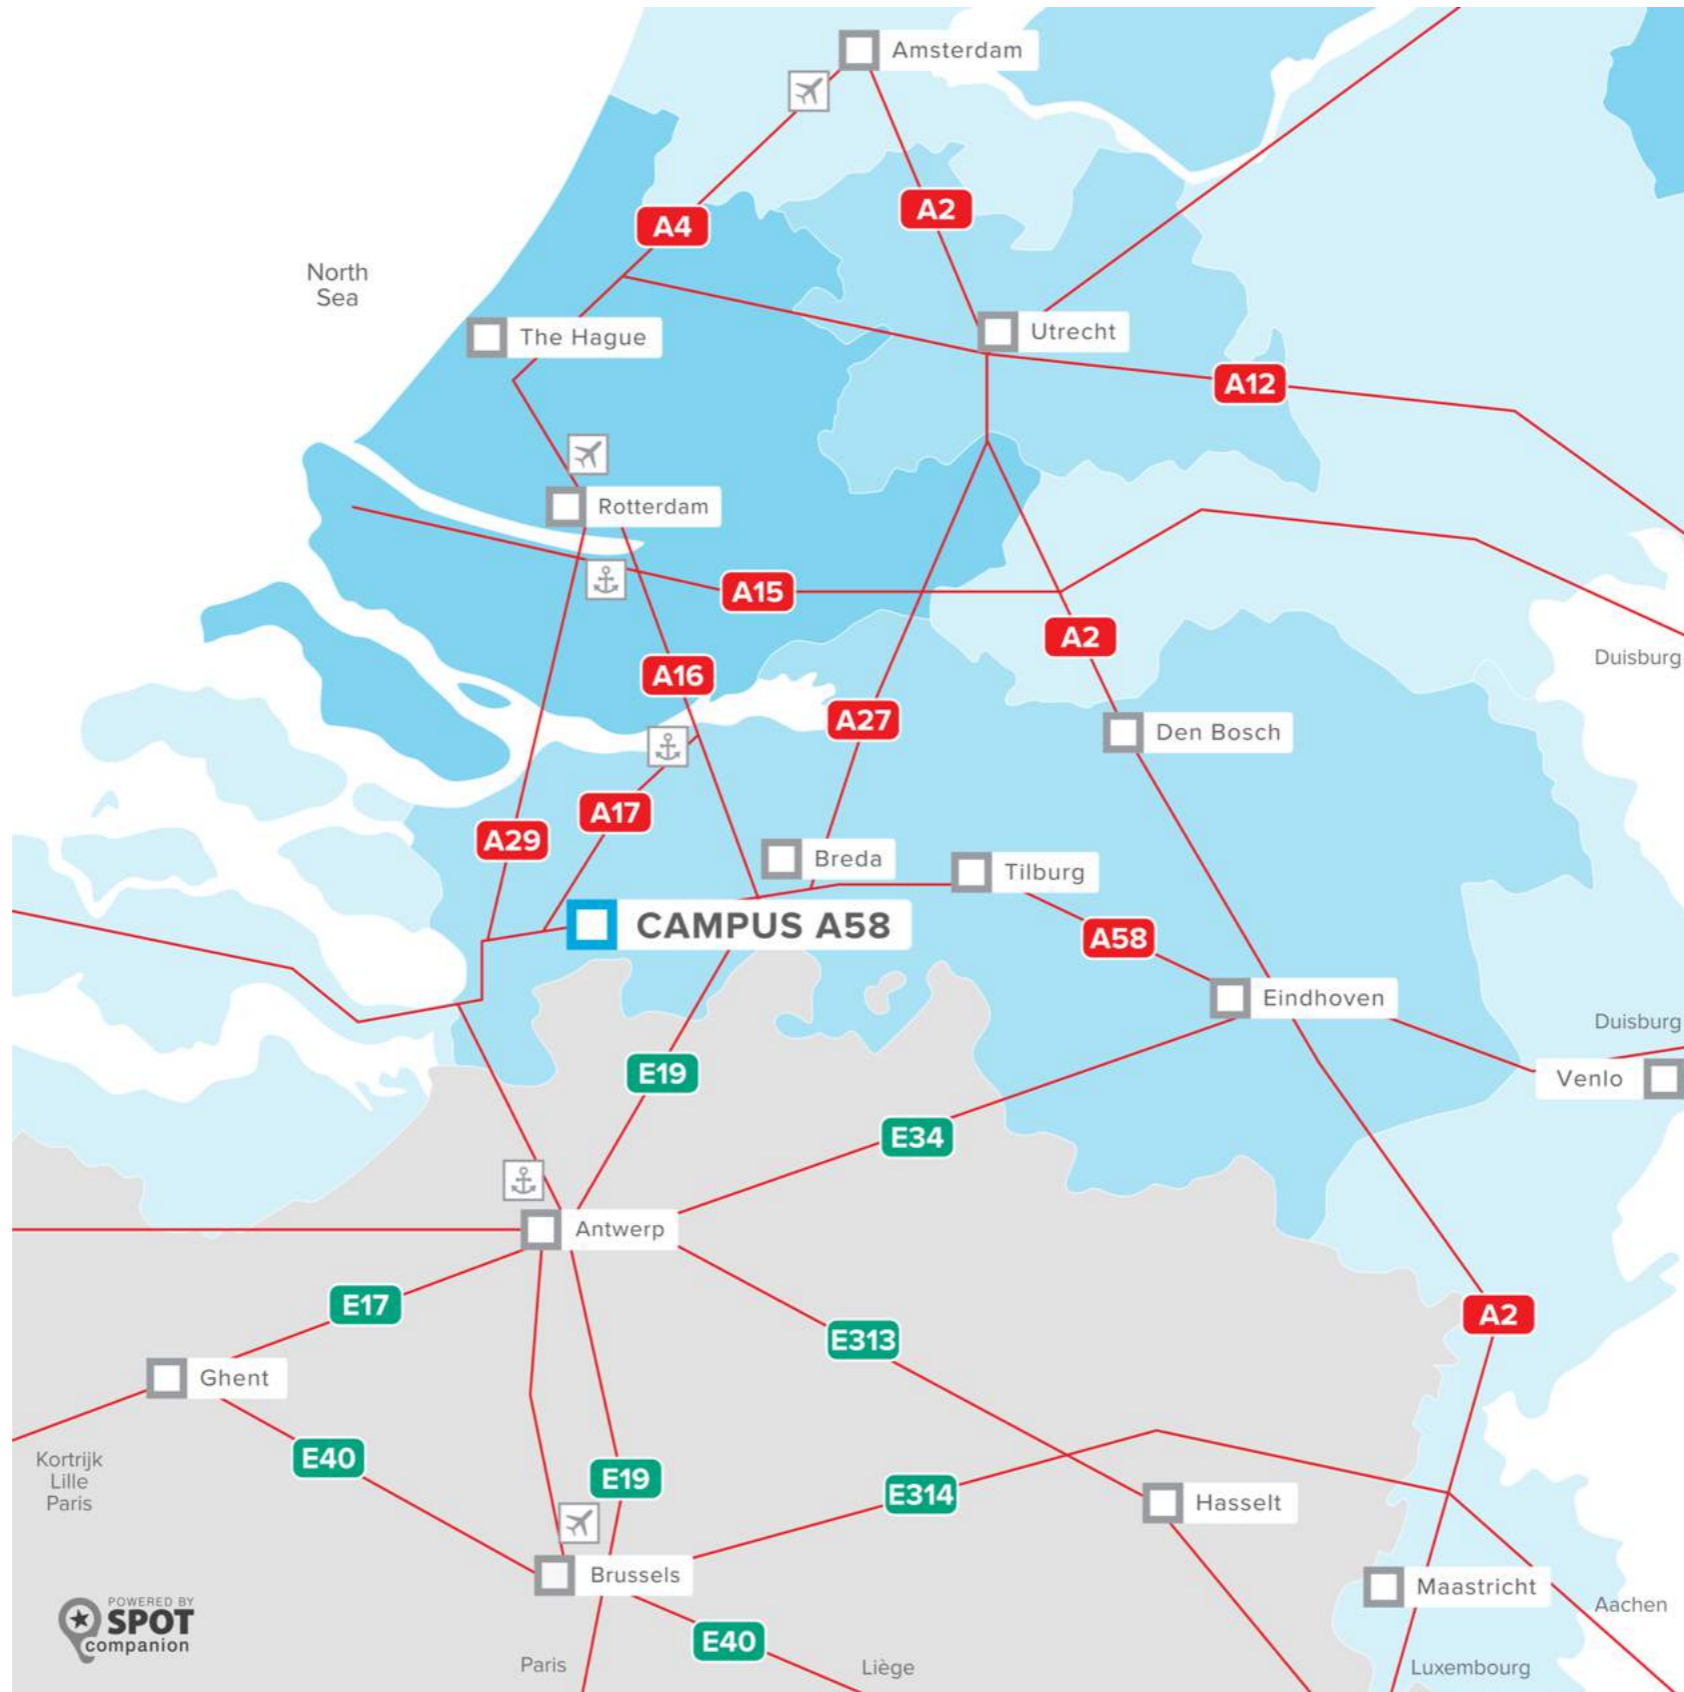 Amsterdam
A4
A2
North
Sea
The Hague
Utrecht
A12
Rotterdam
A15
A2
Duisburg
A16
A27
Den Bosch
A17
A29
Breda
Tilburg
CAMPUS A58
A58
Eindhoven
Duisburg
E19
Venlo
E34
Antwerp
E17
A2
E313
Ghent
Kortrijk
Lille
Paris
E40
E19
E314
Hasselt
Brussels
Maastricht
POWERED BY
SPOT
companion
Aachen
E40
Paris
Liège
Luxembourg